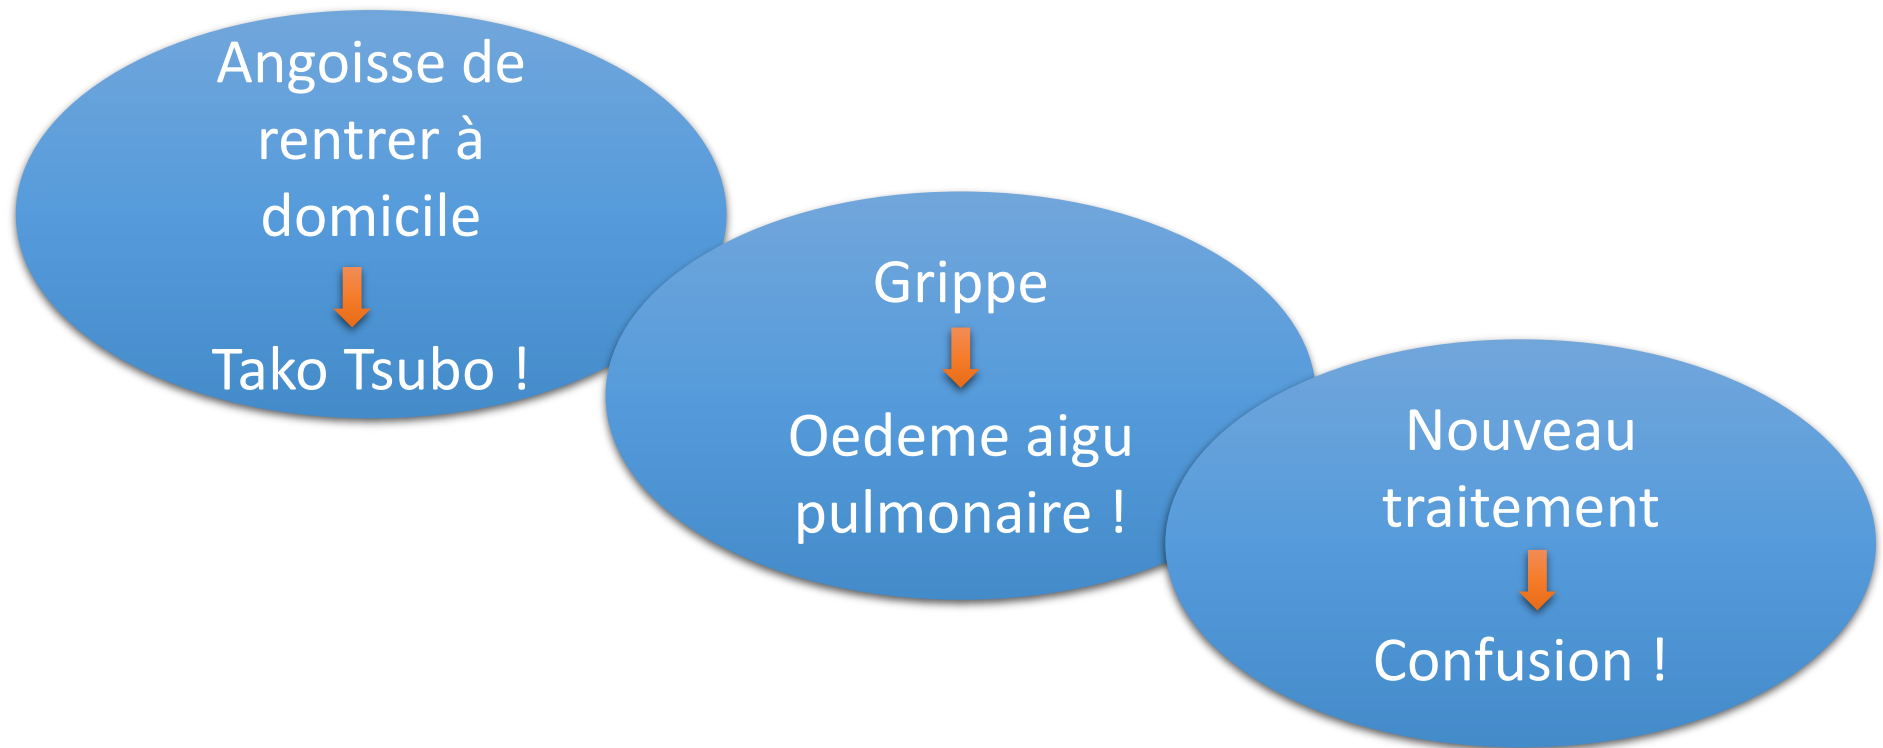 Angoisse de
rentrer à
domicile
Tako Tsubo !
Grippe
Oedeme aigu
pulmonaire !
Nouveau
traitement
Confusion !